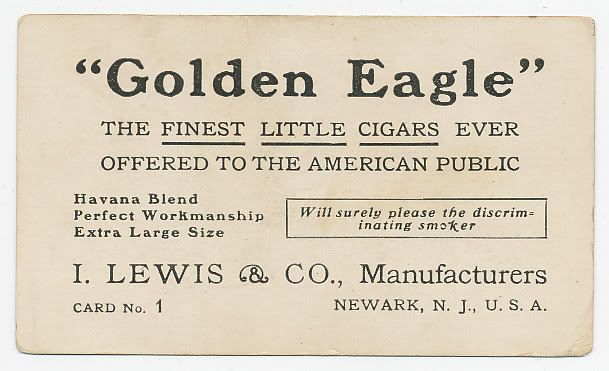 "Golden Eagle"
THE FINEST LITTLE CIGARS EVER
OFFERED TO THE AMERICAN PUBLIC
Havana Blend
Perfect Workmanship
Extra Large Size
Will surely please the discrim=
inating smoker
I. LEWIS & CO., Manufacturers
CARD No. 1
NEWARK, N. J., U. S. A.